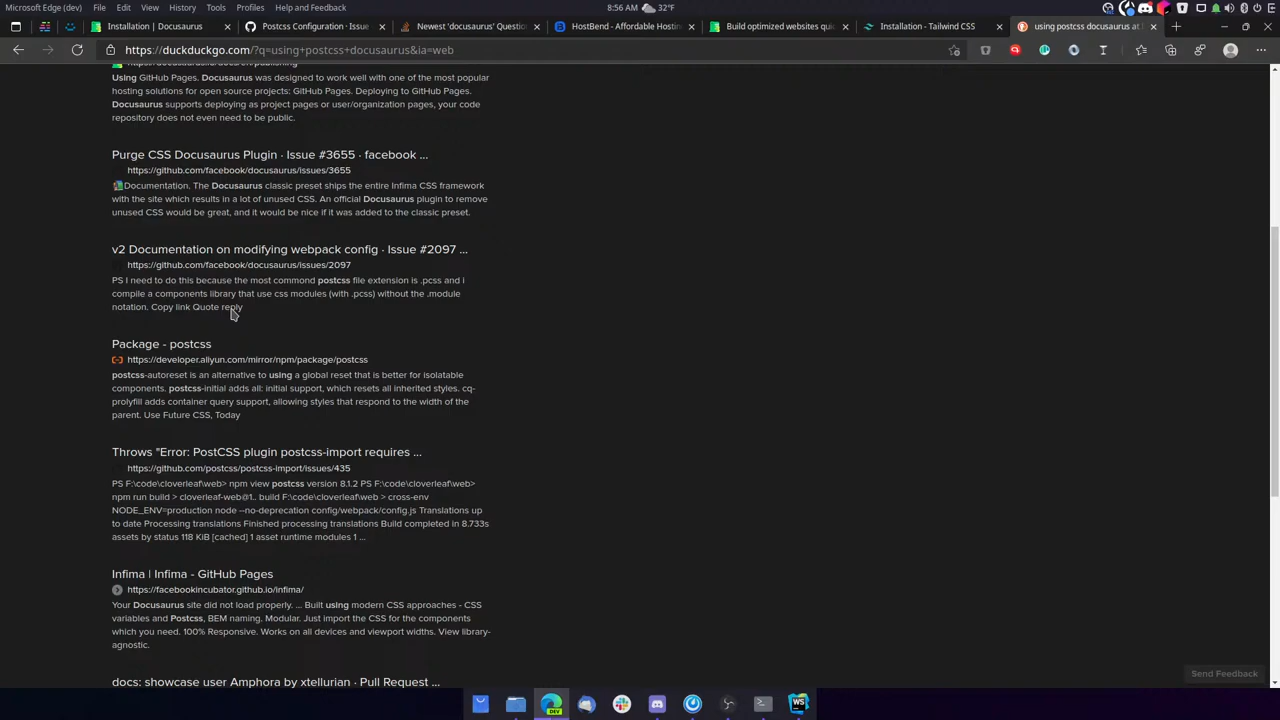 Microsoft Edge (dev) File Edit View History Tools Profiles Help and Feedback 8:56 AM 32°F
Installation | Docusaurus Postcss Configuration · Issue Newest 'docusaurus' Question HostBend - Affordable Hosting Build optimized websites quic Installation - Tailwind CSS using postcss docusaurus at
https://duckduckgo.com/?q=using+postcss+docusaurus&ia=web
Using GitHub Pages. Docusaurus was designed to work well with one of the most popular
hosting solutions for open source projects: GitHub Pages. Deploying to GitHub Pages.
Docusaurus supports deploying as project pages or user/organization pages, your code
repository does not even need to be public.
Purge CSS Docusaurus Plugin · Issue #3655 · facebook ...
https://github.com/facebook/docusaurus/issues/3655
Documentation. The Docusaurus classic preset ships the entire Infima CSS framework
with the site which results in a lot of unused CSS. An official Docusaurus plugin to remove
unused CSS would be great, and it would be nice if it was added to the classic preset.
v2 Documentation on modifying webpack config · Issue #2097 ...
https://github.com/facebook/docusaurus/issues/2097
PS I need to do this because the most commond postcss file extension is .pcss and i
compile a components library that use css modules (with .pcss) without the .module
notation. Copy link Quote reply
Package - postcss
https://developer.aliyun.com/mirror/npm/package/postcss
postcss-autoreset is an alternative to using a global reset that is better for isolatable
components. postcss-initial adds all: initial support, which resets all inherited styles. cq-
prolyfill adds container query support, allowing styles that respond to the width of the
parent. Use Future CSS, Today
Throws "Error: PostCSS plugin postcss-import requires ...
https://github.com/postcss/postcss-import/issues/435
PS F:\code\cloverleaf\web> npm view postcss version 8.1.2 PS F:\code\cloverleaf\web>
npm run build > cloverleaf-web@1.. build F:\code\cloverleaf\web > cross-env
NODE_ENV=production node --no-deprecation config/webpack/config.js Translations up
to date Processing translations Finished processing translations Build completed in 8.733s
assets by status 118 KiB [cached] 1 asset runtime modules 1 ...
Infima | Infima - GitHub Pages
https://facebookincubator.github.io/infima/
Your Docusaurus site did not load properly. ... Built using modern CSS approaches - CSS
variables and Postcss, BEM naming. Modular. Just import the CSS for the components
which you need. 100% Responsive. Works on all devices and viewport widths. View library-
agnostic.
Send Feedback
docs: showcase user Amphora by xtellurian · Pull Request ...
DEV
WS